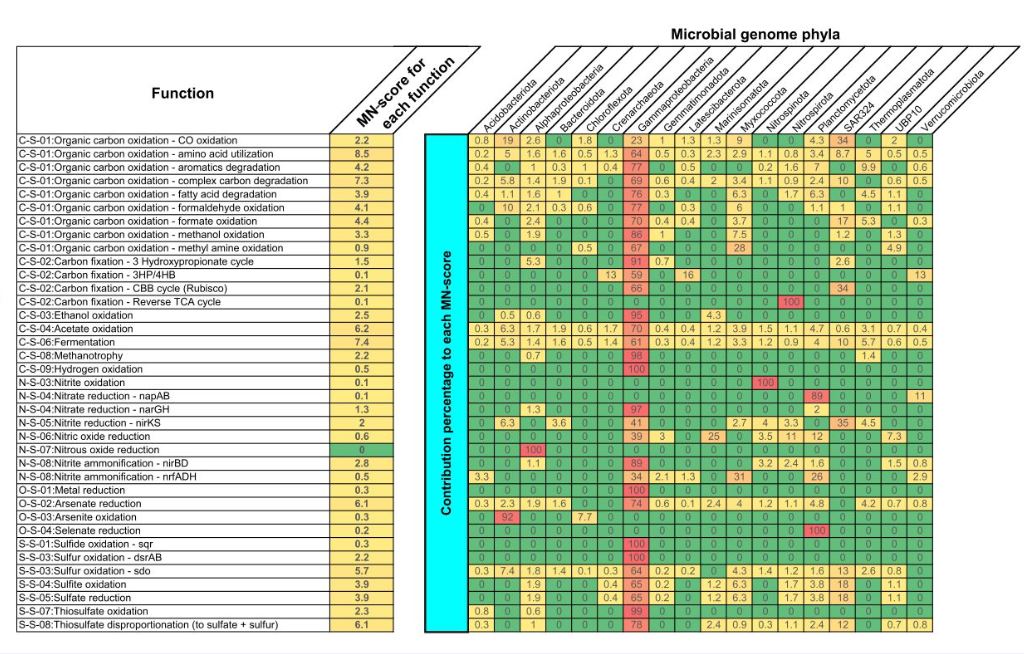 Microbial genome phyla
Function
MN-score for
each function
Acidobacteriota
Actinobacteriota
Alphaproteobacteria
Bacteroidota
Chloroflexota
Crenarchaeota
Gammaproteobacteria
Gemmatimonadota
Latescibacterota
Marinisomatota
Myxococcota
Nitrospinota
Nitrospirota
Planctomycetota
SAR324
Thermoplasmatota
UBP10
Verrucomicrobiota
Contribution percentage to each MN-score
C-S-01:Organic carbon oxidation - CO oxidation 2.2 0.8 19 2.6 0 1.8 0 23 1 1.3 1.3 9 0 0 4.3 34 0 2 0
C-S-01:Organic carbon oxidation - amino acid utilization 8.5 0.2 5 1.6 1.6 0.5 1.3 64 0.5 0.3 2.3 2.9 1.1 0.8 3.4 8.7 5 0.5 0.5
C-S-01:Organic carbon oxidation - aromatics degradation 4.2 0.4 0 1 0.3 1 0.4 77 0 0.5 0 0 0.2 1.6 7 0 9.9 0 0.6
C-S-01:Organic carbon oxidation - complex carbon degradation 7.3 0.2 5.8 1.4 1.9 0.1 0 69 0.6 0.4 2 3.4 1.1 0.9 2.4 10 0 0.6 0.5
C-S-01:Organic carbon oxidation - fatty acid degradation 3.9 0.4 1.1 1.6 1 0 0 76 0.3 0 0 6.3 0 1.7 6.3 0 4.5 1.1 0
C-S-01:Organic carbon oxidation - formaldehyde oxidation 4.1 0 10 2.1 0.3 0.6 0 77 0 0.3 0 6 0 0 1.1 1 0 1.1 0
C-S-01:Organic carbon oxidation - formate oxidation 4.4 0.4 0 2.4 0 0 0 70 0.4 0.4 0 3.7 0 0 0 17 5.3 0 0.3
C-S-01:Organic carbon oxidation - methanol oxidation 3.3 0.5 0 1.9 0 0 0 86 1 0 0 7.5 0 0 0 1.2 0 1.3 0
C-S-01:Organic carbon oxidation - methyl amine oxidation 0.9 0 0 0 0 0.5 0 67 0 0 0 28 0 0 0 0 0 4.9 0
C-S-02:Carbon fixation - 3 Hydroxypropionate cycle 1.5 0 0 5.3 0 0 0 91 0.7 0 0 0 0 0 0 2.6 0 0 0
C-S-02:Carbon fixation - 3HP/4HB 0.1 0 0 0 0 0 13 59 0 16 0 0 0 0 0 0 0 0 13
C-S-02:Carbon fixation - CBB cycle (Rubisco) 2.1 0 0 0 0 0 0 66 0 0 0 0 0 0 0 34 0 0 0
C-S-02:Carbon fixation - Reverse TCA cycle 0.1 0 0 0 0 0 0 0 0 0 0 0 0 100 0 0 0 0 0
C-S-03:Ethanol oxidation 2.5 0 0.5 0.6 0 0 0 95 0 0 4.3 0 0 0 0 0 0 0 0
C-S-04:Acetate oxidation 6.2 0.3 6.3 1.7 1.9 0.6 1.7 70 0.4 0.4 1.2 3.9 1.5 1.1 4.7 0.6 3.1 0.7 0.4
C-S-06:Fermentation 7.4 0.2 5.3 1.4 1.6 0.5 1.4 61 0.3 0.4 1.2 3.3 1.2 0.9 4 10 5.7 0.6 0.5
C-S-08:Methanotrophy 2.2 0 0 0.7 0 0 0 98 0 0 0 0 0 0 0 0 1.4 0 0
C-S-09:Hydrogen oxidation 0.5 0 0 0 0 0 0 100 0 0 0 0 0 0 0 0 0 0 0
N-S-03:Nitrite oxidation 0.1 0 0 0 0 0 0 0 0 0 0 0 100 0 0 0 0 0 0
N-S-04:Nitrate reduction - napAB 0.1 0 0 0 0 0 0 0 0 0 0 0 0 0 89 0 0 0 11
N-S-04:Nitrate reduction - narGH 1.3 0 0 1.3 0 0 0 97 0 0 0 0 0 0 2 0 0 0 0
N-S-05:Nitrite reduction - nirKS 2 0 6.3 0 3.6 0 0 41 0 0 0 2.7 4 3.3 0 35 4.5 0 0
N-S-06:Nitric oxide reduction 0.6 0 0 0 0 0 0 39 3 0 25 0 3.5 11 12 0 0 7.3 0
N-S-07:Nitrous oxide reduction 0 0 0 100 0 0 0 0 0 0 0 0 0 0 0 0 0 0 0
N-S-08:Nitrite ammonification - nirBD 2.8 0 0 1.1 0 0 0 89 0 0 0 0 3.2 2.4 1.6 0 0 1.5 0.8
N-S-08:Nitrite ammonification - nrfADH 0.5 3.3 0 0 0 0 0 34 2.1 1.3 0 31 0 0 26 0 0 0 2.9
O-S-01:Metal reduction 0.3 0 0 0 0 0 0 100 0 0 0 0 0 0 0 0 0 0 0
O-S-02:Arsenate reduction 6.1 0.3 2.3 1.9 1.6 0 0 74 0.6 0.1 2.4 4 1.2 1.1 4.8 0 4.2 0.7 0.8
O-S-03:Arsenite oxidation 0.3 0 92 0 0 7.7 0 0 0 0 0 0 0 0 0 0 0 0 0
O-S-04:Selenate reduction 0.2 0 0 0 0 0 0 0 0 0 0 0 0 0 100 0 0 0 0
S-S-01:Sulfide oxidation - sqr 0.3 0 0 0 0 0 0 100 0 0 0 0 0 0 0 0 0 0 0
S-S-03:Sulfur oxidation - dsrAB 2.2 0 0 0 0 0 0 100 0 0 0 0 0 0 0 0 0 0 0
S-S-03:Sulfur oxidation - sdo 5.7 0.3 7.4 1.8 1.4 0.1 0.3 64 0.2 0.2 0 4.3 1.4 1.2 1.6 13 2.6 0.8 0
S-S-04:Sulfite oxidation 3.9 0 0 1.9 0 0 0.4 65 0.2 0 1.2 6.3 0 1.7 3.8 18 0 1.1 0
S-S-05:Sulfate reduction 3.9 0 0 1.9 0 0 0.4 65 0.2 0 1.2 6.3 0 1.7 3.8 18 0 1.1 0
S-S-07:Thiosulfate oxidation 2.3 0.8 0 0.6 0 0 0 99 0 0 0 0 0 0 0 0 0 0 0
S-S-08:Thiosulfate disproportionation (to sulfate + sulfur) 6.1 0.3 0 1 0 0 0 78 0 0 2.4 0.9 0.3 1.1 2.4 12 0 0.7 0.8